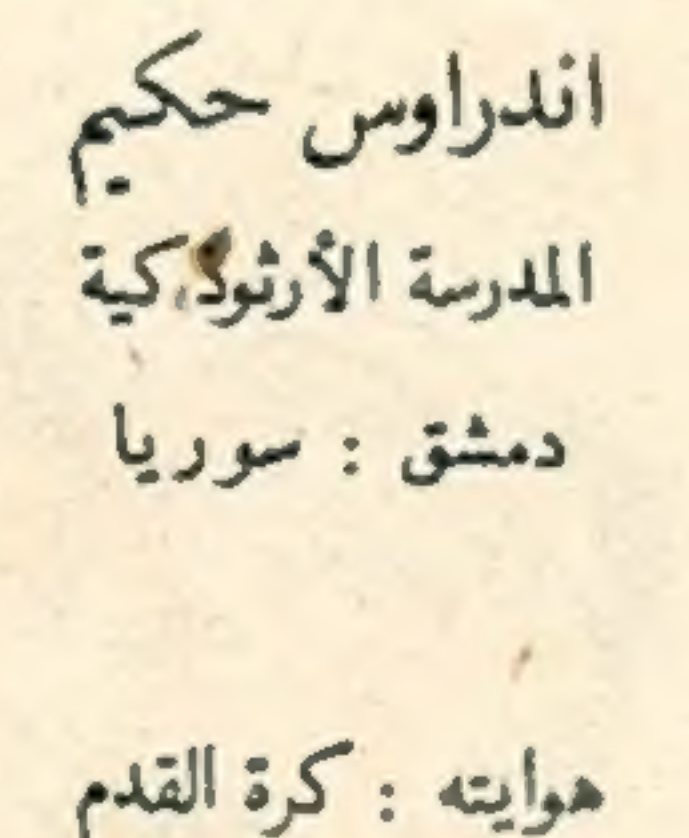 اندراوس حكيم
المدرسة الأرثوذكية
دمشق : سوريا
هوايته : كرة القدم